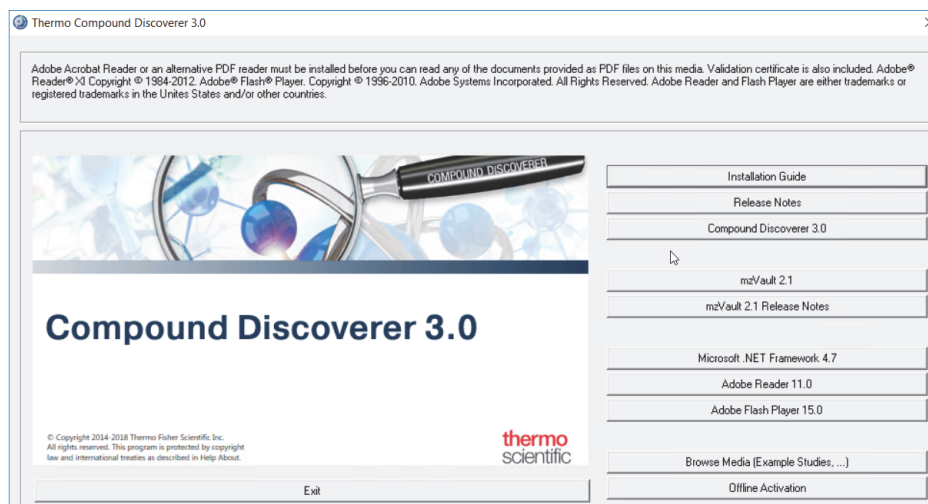 Thermo Compound Discoverer 3.0
Adobe Acrobat Reader or an alternative PDF reader must be installed before you can read any of the documents provided as PDF files on this media. Validation certificate is also included. Adobe®
Reader® XI Copyright © 1984-2012. Adobe® Flash® Player. Copyright © 1996-2010. Adobe Systems Incorporated. All Rights Reserved. Adobe Reader and Flash Player are either trademarks or
registered trademarks in the Unites States and/or other countries.
COMPOUND DISCOVERER
Compound Discoverer 3.0
© Copyright 2014-2018 Thermo Fisher Scientific Inc.
All rights reserved. This program is protected by copyright
law and international treaties as described in Help About.
thermo
scientific
Exit
Installation Guide
Release Notes
Compound Discoverer 3.0
mzVault 2.1
mzVault 2.1 Release Notes
Microsoft .NET Framework 4.7
Adobe Reader 11.0
Adobe Flash Player 15.0
Browse Media (Example Studies, ...)
Offline Activation